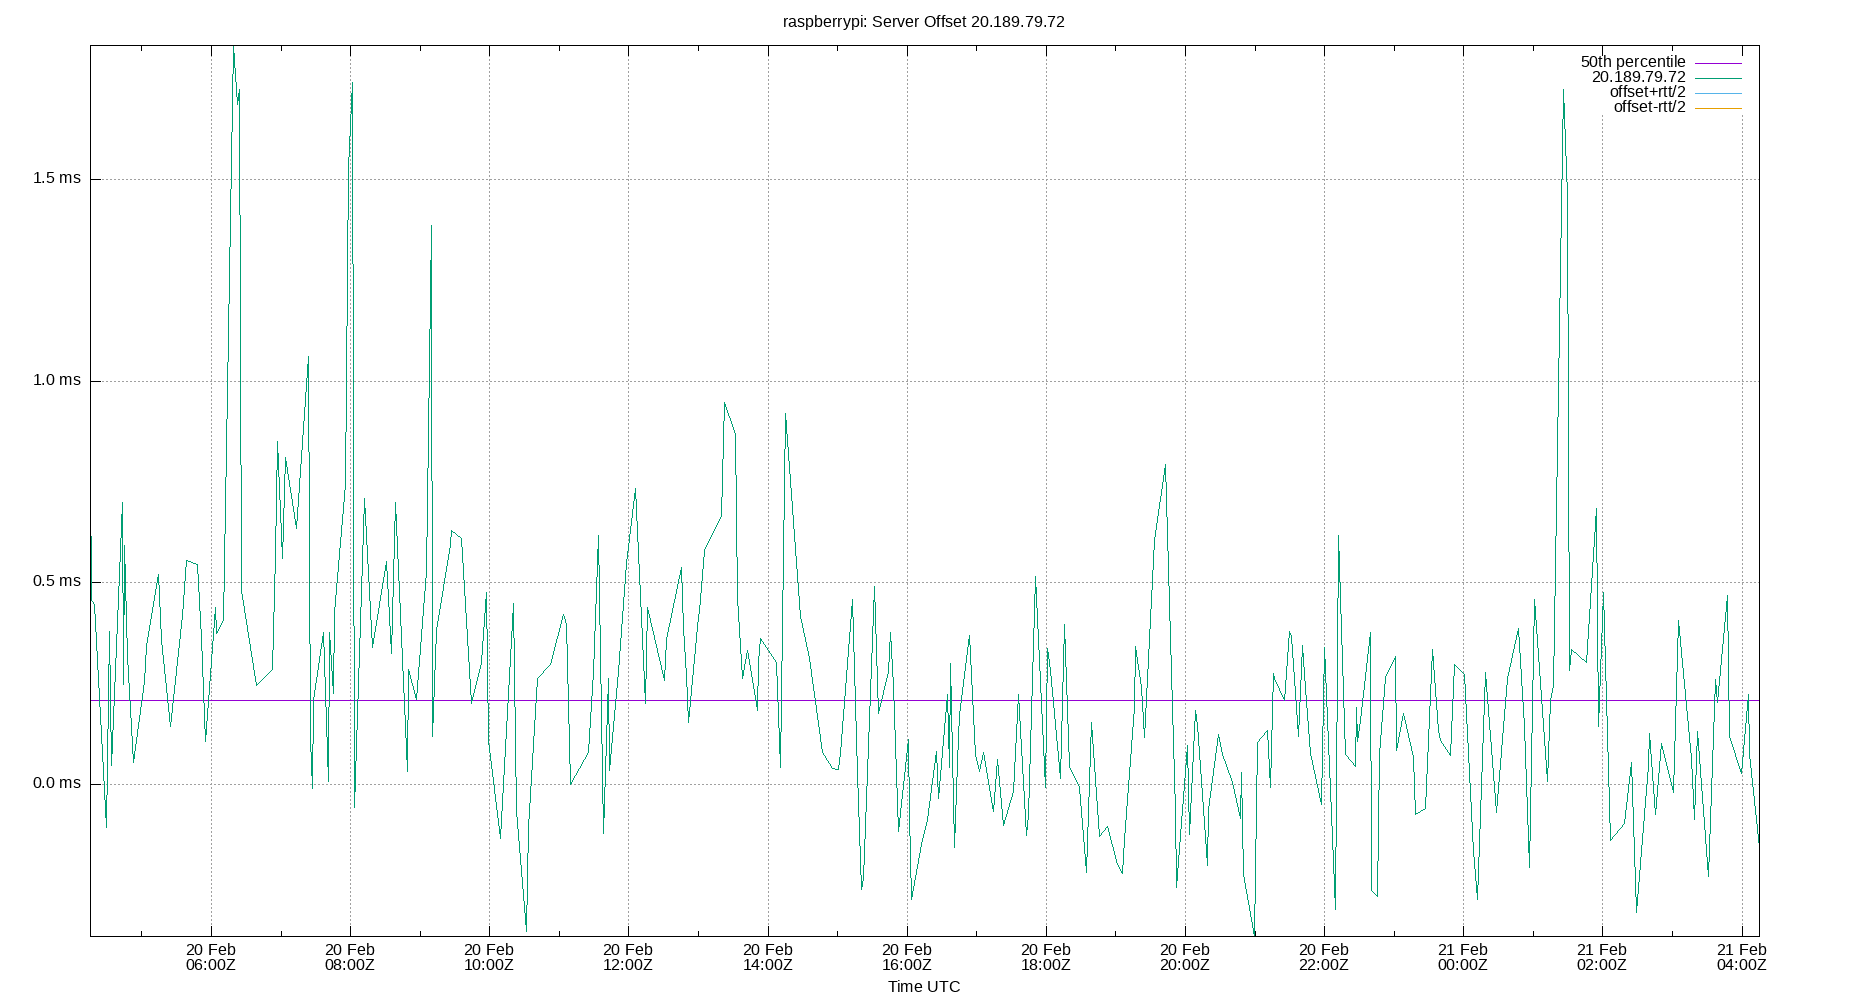 raspberrypi: Server Offset 20.189.79.72
50th percentile
20.189.79.72
offset+rtt/2
offset-rtt/2
1.5 ms
1.0 ms
0.5 ms
0.0 ms
20 Feb 20 Feb 20 Feb 20 Feb 20 Feb 20 Feb 20 Feb 20 Feb 20 Feb 21 Feb 21 Feb 21 Feb
06:00Z 08:00Z 10:00Z 12:00Z 14:00Z 16:00Z 18:00Z 20:00Z 22:00Z 00:00Z 02:00Z 04:00Z
Time UTC